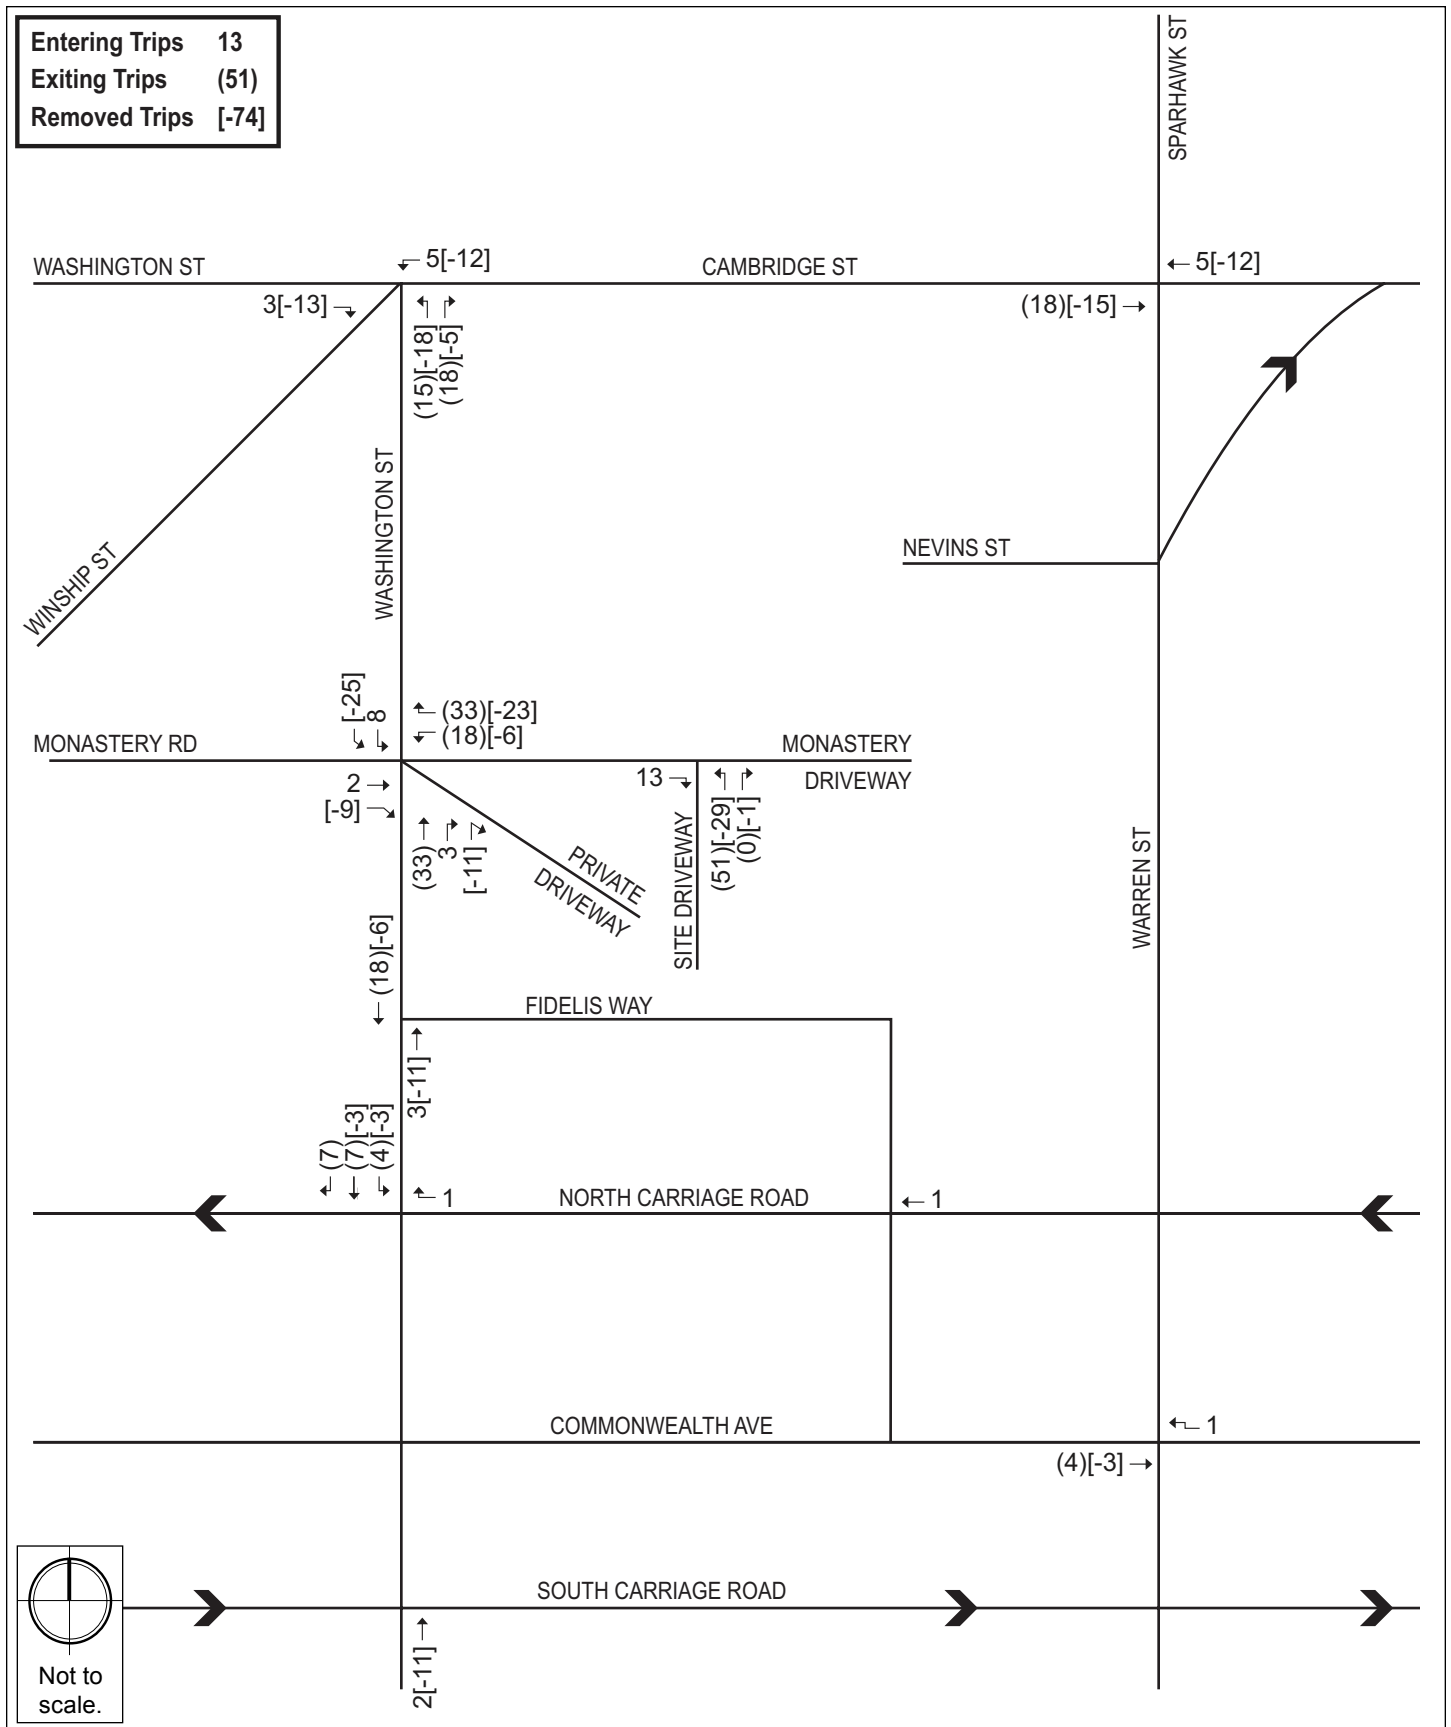 Entering Trips 13
Exiting Trips (51)
Removed Trips [-74]
SPARHAWK ST
WASHINGTON ST
5[-12]
CAMBRIDGE ST
5[-12]
3[-13]
(18)[-15]
(15)[-18]
(18)[-5]
WASHINGTON ST
WINSHIP ST
NEVINS ST
[-25]
8
(33)[-23]
(18)[-6]
MONASTERY RD
MONASTERY
DRIVEWAY
2
[-9]
13
(51)[-29]
(0)[-1]
(33)
3
[-11]
PRIVATE
DRIVEWAY
SITE DRIVEWAY
WARREN ST
(18)[-6]
FIDELIS WAY
3[-11]
(7)
(7)[-3]
(4)[-3]
1
NORTH CARRIAGE ROAD
1
COMMONWEALTH AVE
1
(4)[-3]
SOUTH CARRIAGE ROAD
2[-11]
Not to
scale.